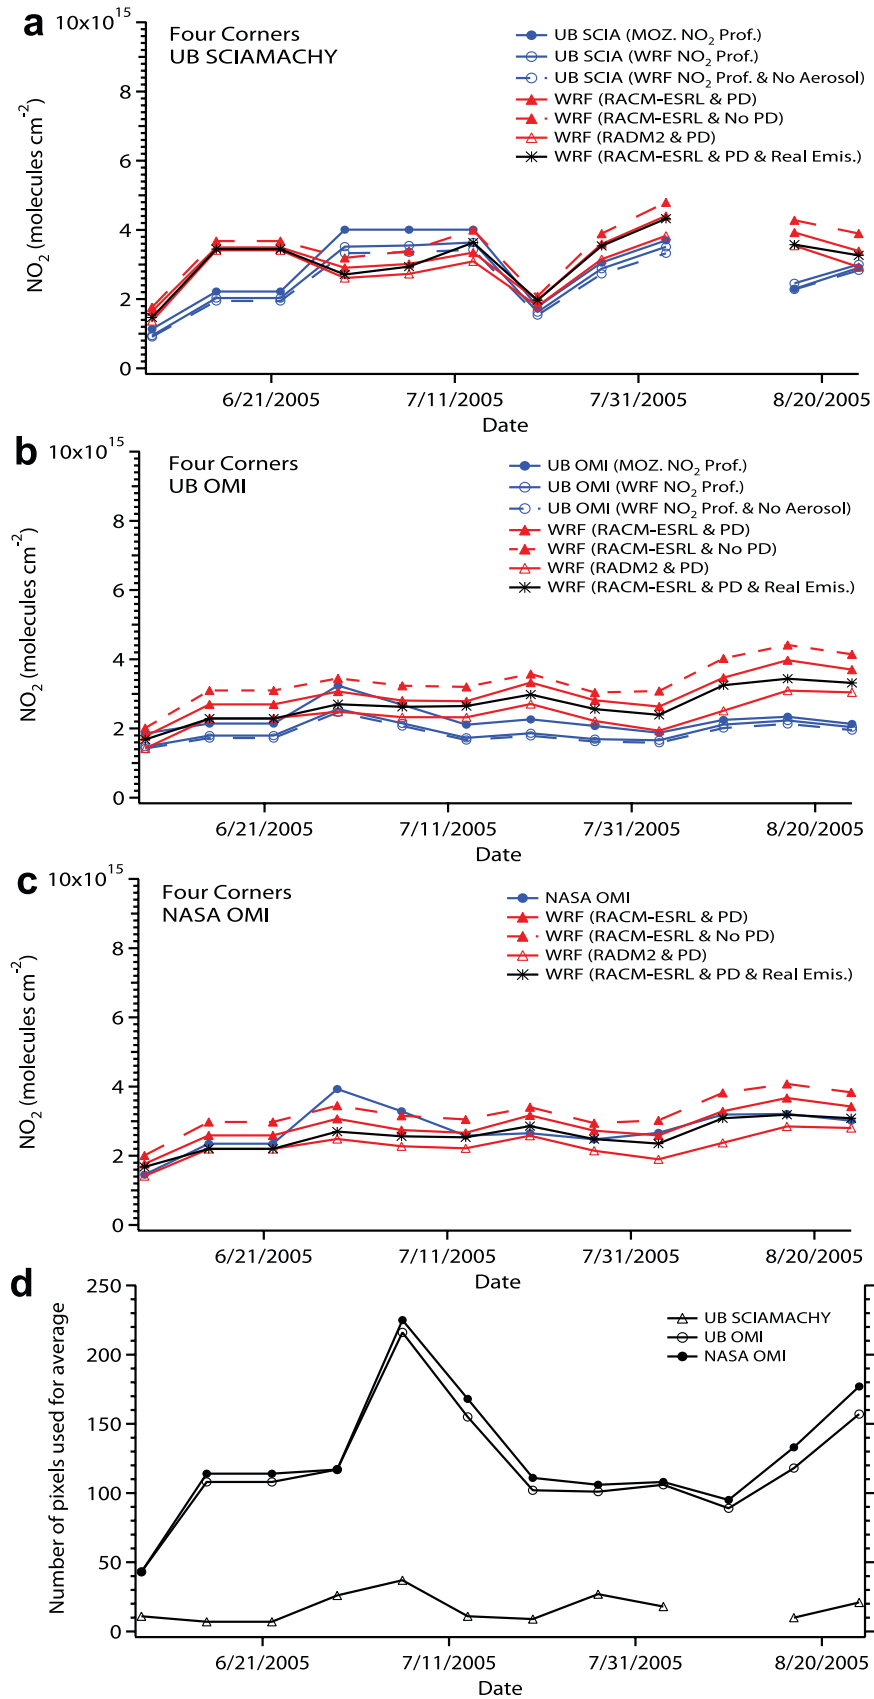 a
10x10^15
Four Corners
UB SCIAMACHY
UB SCIA (MOZ. NO2 Prof.)
UB SCIA (WRF NO2 Prof.)
UB SCIA (WRF NO2 Prof. & No Aerosol)
WRF (RACM-ESRL & PD)
WRF (RACM-ESRL & No PD)
WRF (RADM2 & PD)
WRF (RACM-ESRL & PD & Real Emis.)
8
6
4
2
0
NO2 (molecules cm^-2)
6/21/2005 7/11/2005 7/31/2005 8/20/2005
Date
b
10x10^15
Four Corners
UB OMI
UB OMI (MOZ. NO2 Prof.)
UB OMI (WRF NO2 Prof.)
UB OMI (WRF NO2 Prof. & No Aerosol)
WRF (RACM-ESRL & PD)
WRF (RACM-ESRL & No PD)
WRF (RADM2 & PD)
WRF (RACM-ESRL & PD & Real Emis.)
8
6
4
2
0
NO2 (molecules cm^-2)
6/21/2005 7/11/2005 7/31/2005 8/20/2005
Date
c
10x10^15
Four Corners
NASA OMI
NASA OMI
WRF (RACM-ESRL & PD)
WRF (RACM-ESRL & No PD)
WRF (RADM2 & PD)
WRF (RACM-ESRL & PD & Real Emis.)
8
6
4
2
0
NO2 (molecules cm^-2)
6/21/2005 7/11/2005 7/31/2005 8/20/2005
Date
d
250
UB SCIAMACHY
UB OMI
NASA OMI
200
150
100
50
0
Number of pixels used for average
6/21/2005 7/11/2005 7/31/2005 8/20/2005
Date